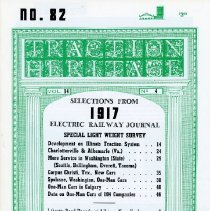 no. 82
TRACTION
HERITAGE
VOL. 14 No. 4
SELECTIONS FROM
1917
ELECTRIC RAILWAY JOURNAL
SPECIAL LIGHT WEIGHT SURVEY
Development on Illinois Traction System 14
Charlottesville & Albemarle (Va.) 24
More Service in Washington (State) 25
(Seattle, Bellingham, Everett, Tacoma)
Corpus Christi, Tex. New Cars 35
Spokane, Washington, One-Man Cars 38
One-Man Cars in Calgary 40
Data on One-Man Cars of 104 Companies 46